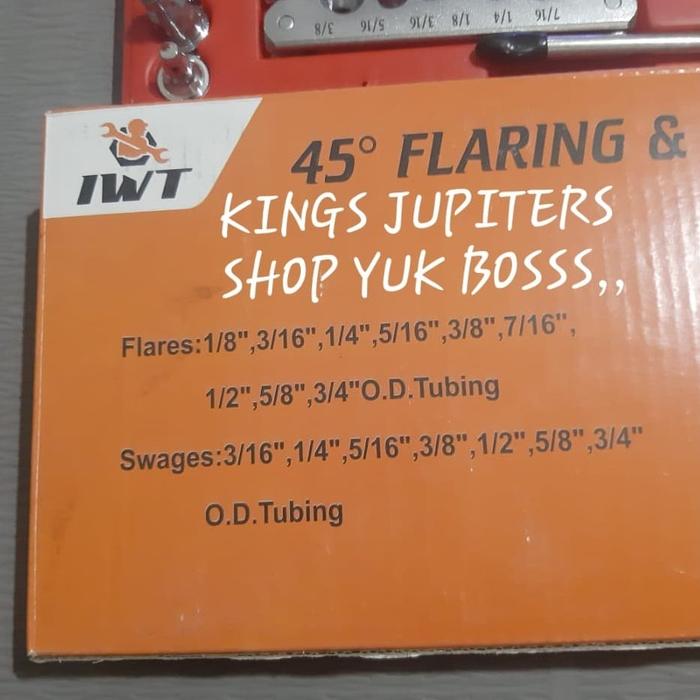 3/8 5/16 3/16 1/8 1/4 7/16
IWT
45° FLARING &
KINGS JUPITERS
SHOP YUK BOSSS,,
Flares:1/8",3/16",1/4",5/16",3/8",7/16",
1/2",5/8",3/4"O.D.Tubing
Swages:3/16",1/4",5/16",3/8",1/2",5/8",3/4"
O.D.Tubing